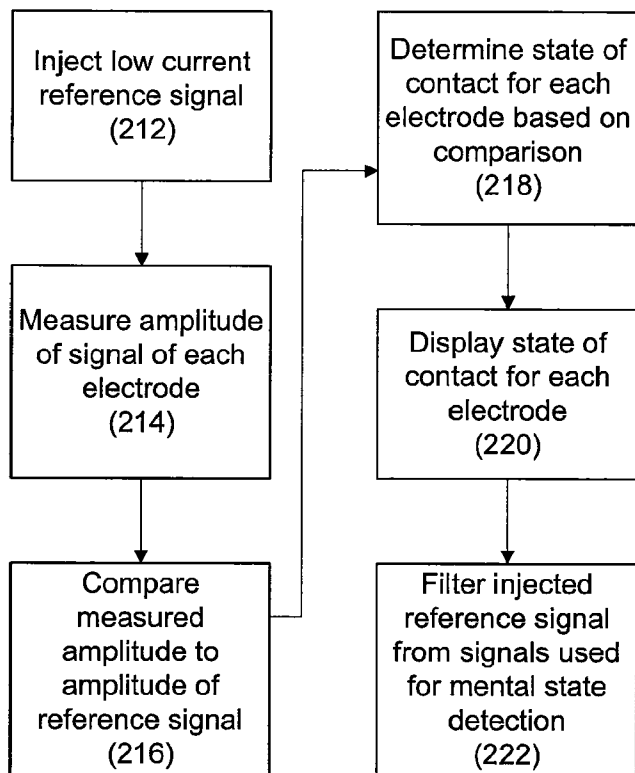 Inject low current
reference signal
(212)
Measure amplitude
of signal of each
electrode
(214)
Compare
measured
amplitude to
amplitude of
reference signal
(216)
Determine state of
contact for each
electrode based on
comparison
(218)
Display state of
contact for each
electrode
(220)
Filter injected
reference signal
from signals used
for mental state
detection
(222)